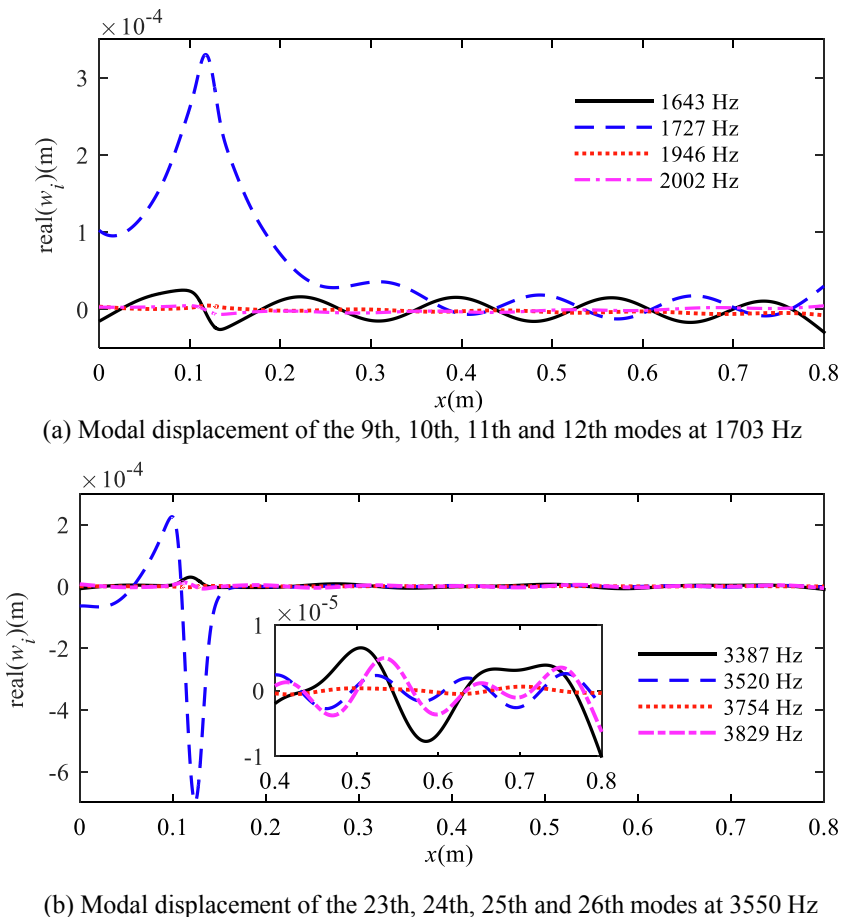 ×10-4
3
2
1
0
real(w_i)(m)
1643 Hz
1727 Hz
1946 Hz
2002 Hz
0 0.1 0.2 0.3 0.4 0.5 0.6 0.7 0.8
x(m)
(a) Modal displacement of the 9th, 10th, 11th and 12th modes at 1703 Hz
×10-4
2
0
-2
-4
-6
real(w_i)(m)
× 10-5
1
0
-1
0.4 0.5 0.6 0.7 0.8
3387 Hz
3520 Hz
3754 Hz
3829 Hz
0 0.1 0.2 0.3 0.4 0.5 0.6 0.7 0.8
x(m)
(b) Modal displacement of the 23th, 24th, 25th and 26th modes at 3550 Hz